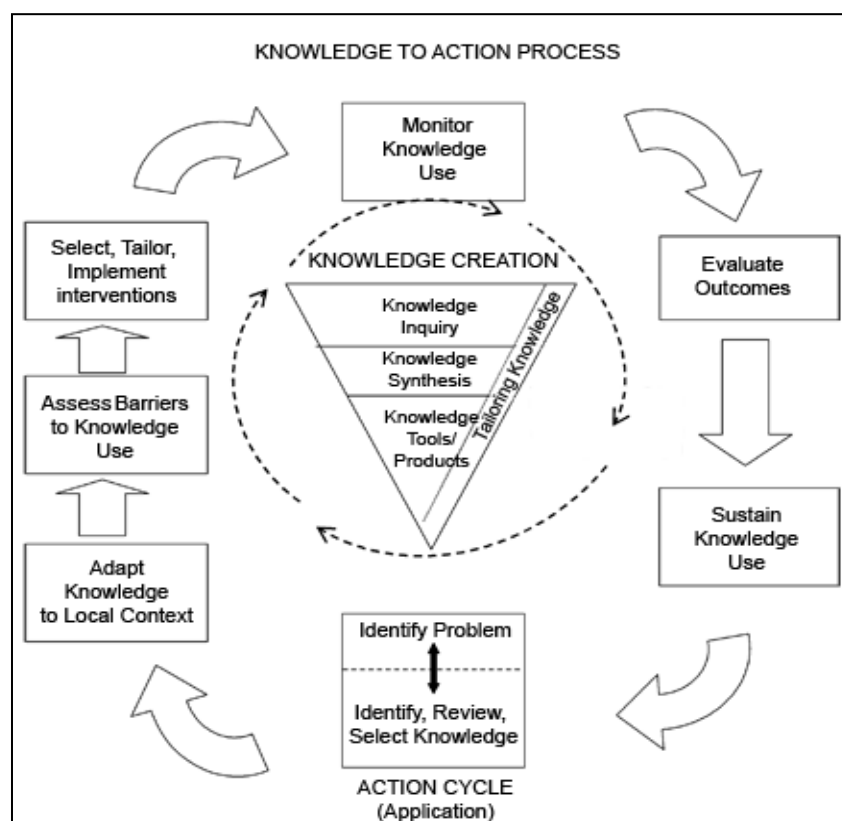 KNOWLEDGE TO ACTION PROCESS
Monitor
Knowledge
Use
Select, Tailor,
Implement
interventions
Evaluate
Outcomes
KNOWLEDGE CREATION
Knowledge
Inquiry
Knowledge
Synthesis
Knowledge
Tools/
Products
Tailoring Knowledge
Assess Barriers
to Knowledge
Use
Sustain
Knowledge
Use
Adapt
Knowledge
to Local Context
Identify Problem
Identify, Review,
Select Knowledge
ACTION CYCLE
(Application)